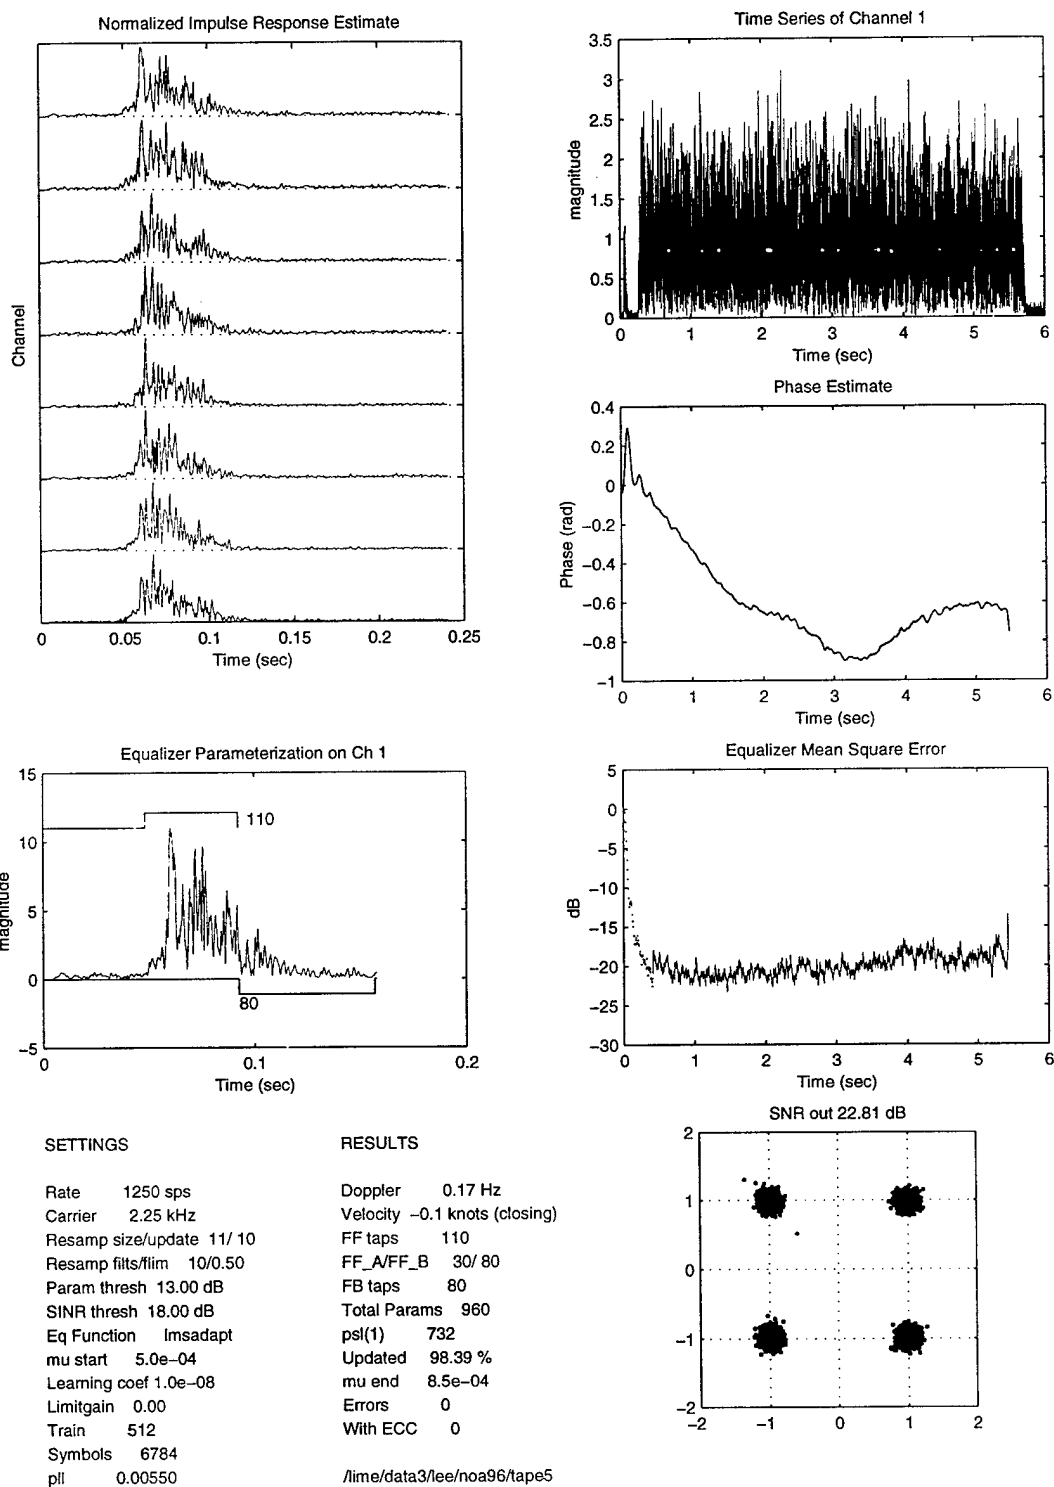 Normalized Impulse Response Estimate
Channel
0 0.05 0.1 0.15 0.2 0.25
Time (sec)
Time Series of Channel 1
3.5
3
2.5
2
1.5
1
0.5
0
magnitude
0 1 2 3 4 5 6
Time (sec)
Phase Estimate
0.4
0.2
0
−0.2
−0.4
−0.6
−0.8
−1
Phase (rad)
0 1 2 3 4 5 6
Time (sec)
Equalizer Parameterization on Ch 1
15
10
5
0
−5
magnitude
110
80
0 0.1 0.2
Time (sec)
Equalizer Mean Square Error
5
0
−5
−10
−15
−20
−25
−30
dB
0 1 2 3 4 5 6
Time (sec)
SETTINGS
Rate 1250 sps
Carrier 2.25 kHz
Resamp size/update 11/ 10
Resamp filts/flim 10/0.50
Param thresh 13.00 dB
SINR thresh 18.00 dB
Eq Function lmsadapt
mu start 5.0e−04
Learning coef 1.0e−08
Limitgain 0.00
Train 512
Symbols 6784
pll 0.00550
RESULTS
Doppler 0.17 Hz
Velocity −0.1 knots (closing)
FF taps 110
FF_A/FF_B 30/ 80
FB taps 80
Total Params 960
psl(1) 732
Updated 98.39 %
mu end 8.5e−04
Errors 0
With ECC 0
/lime/data3/lee/noa96/tape5
SNR out 22.81 dB
2
1
0
−1
−2
−2 −1 0 1 2